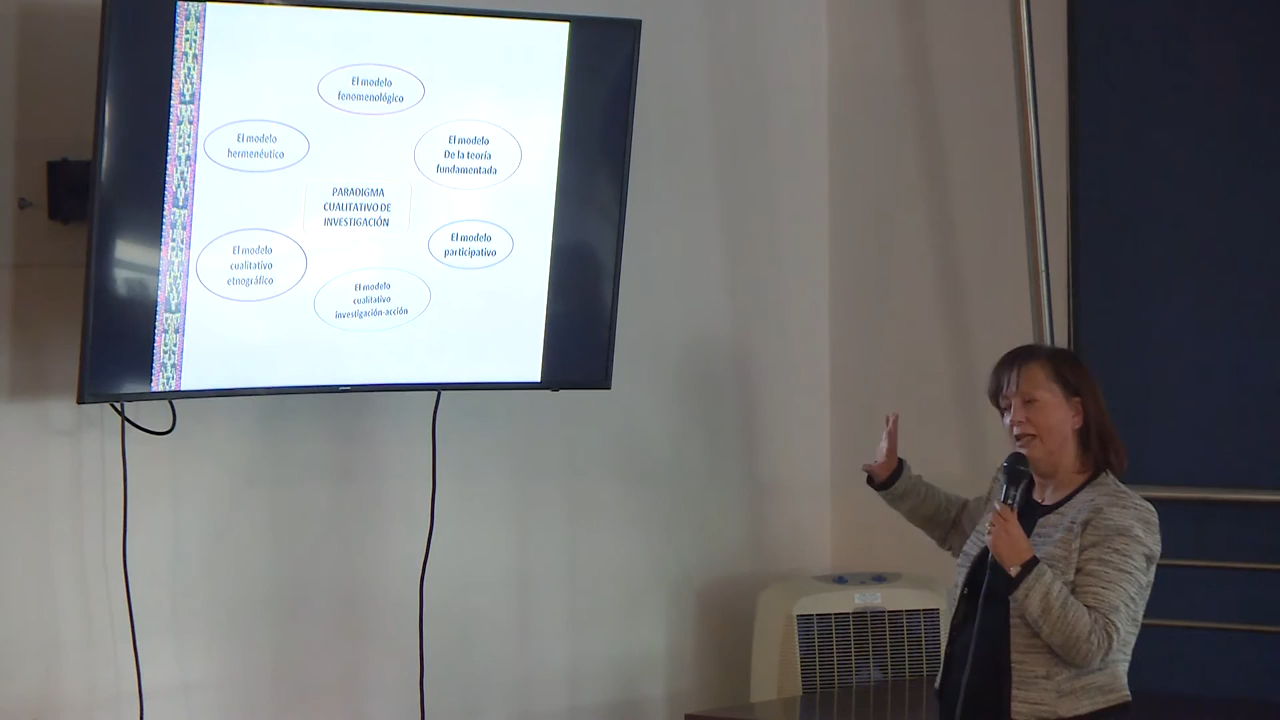 El modelo
fenomenológico
El modelo
hermenéutico
El modelo
De la teoría
fundamentada
PARADIGMA
CUALITATIVO DE
INVESTIGACIÓN
El modelo
participativo
El modelo
cualitativo
etnográfico
El modelo
cualitativo
investigación-acción